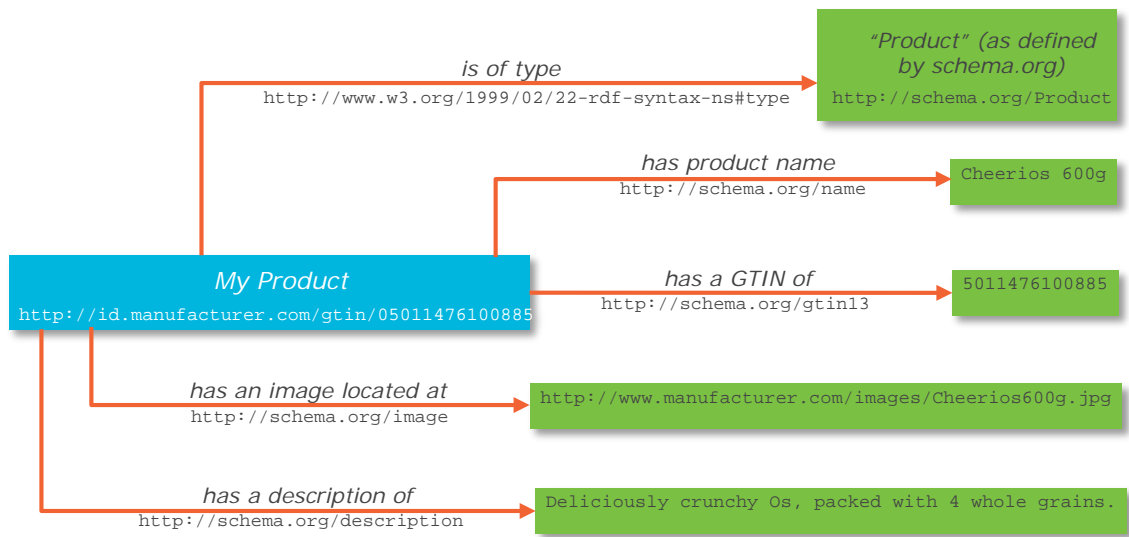 “Product” (as defined
by schema.org)
http://schema.org/Product
is of type
http://www.w3.org/1999/02/22-rdf-syntax-ns#type
has product name
http://schema.org/name
Cheerios 600g
My Product
http://id.manufacturer.com/gtin/05011476100885
has a GTIN of
http://schema.org/gtin13
5011476100885
has an image located at
http://schema.org/image
http://www.manufacturer.com/images/Cheerios600g.jpg
has a description of
http://schema.org/description
Deliciously crunchy Os, packed with 4 whole grains.